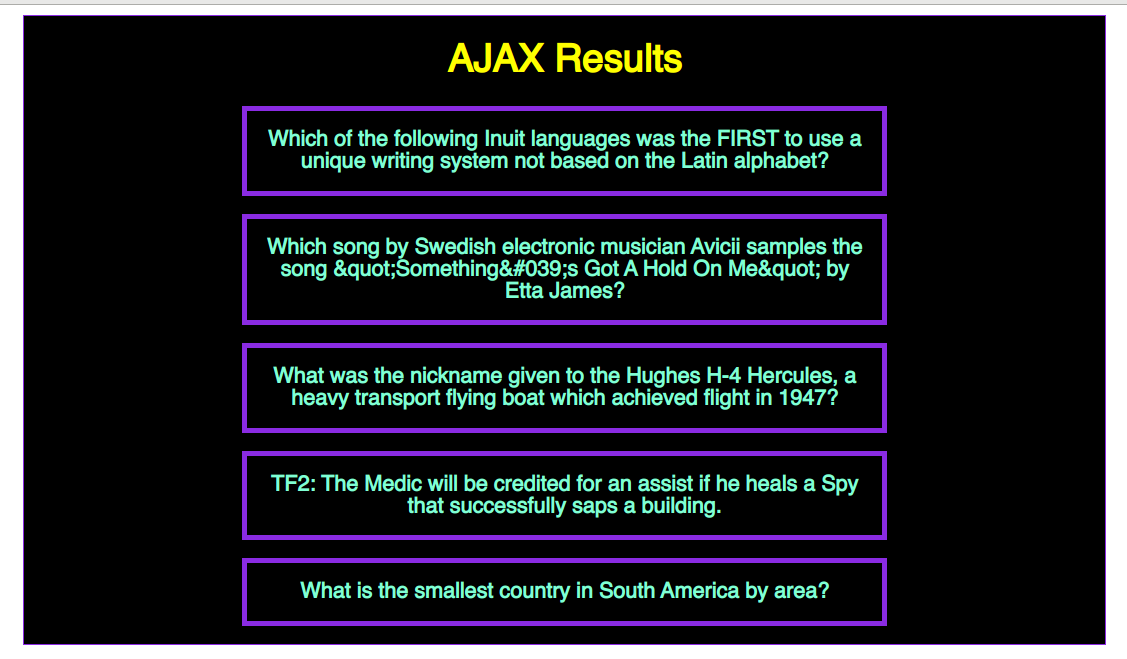 AJAX Results
Which of the following Inuit languages was the FIRST to use a
unique writing system not based on the Latin alphabet?
Which song by Swedish electronic musician Avicii samples the
song &quot;Something&#039;s Got A Hold On Me&quot; by
Etta James?
What was the nickname given to the Hughes H-4 Hercules, a
heavy transport flying boat which achieved flight in 1947?
TF2: The Medic will be credited for an assist if he heals a Spy
that successfully saps a building.
What is the smallest country in South America by area?